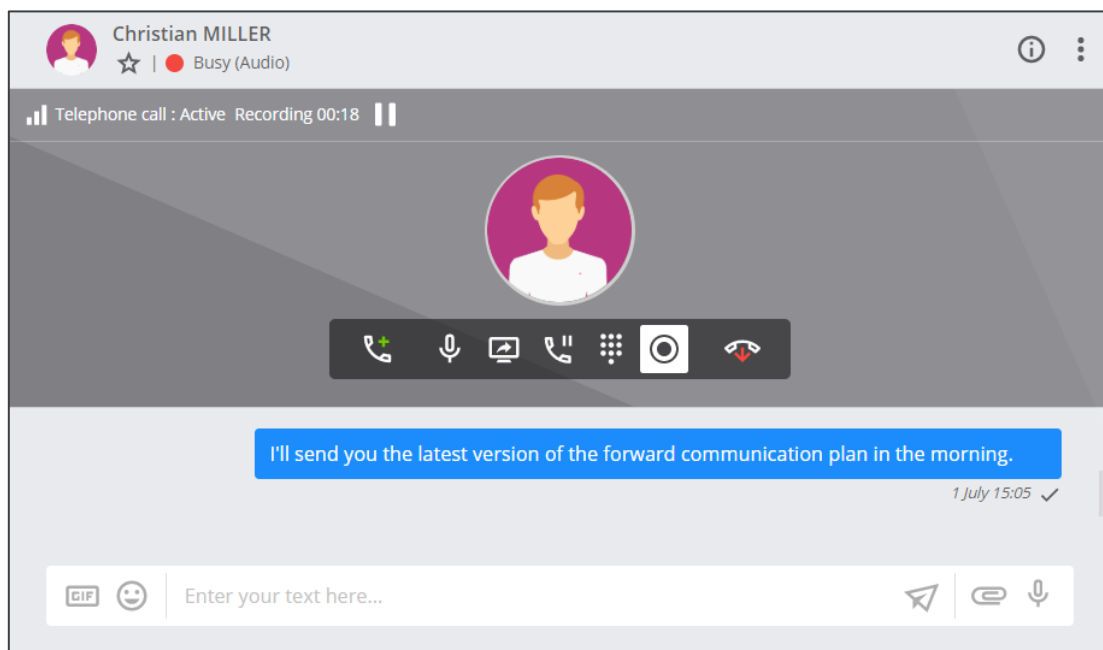 Christian MILLER
| Busy (Audio)
Telephone call : Active Recording 00:18
I'll send you the latest version of the forward communication plan in the morning.
1 July 15:05
GIF
Enter your text here...